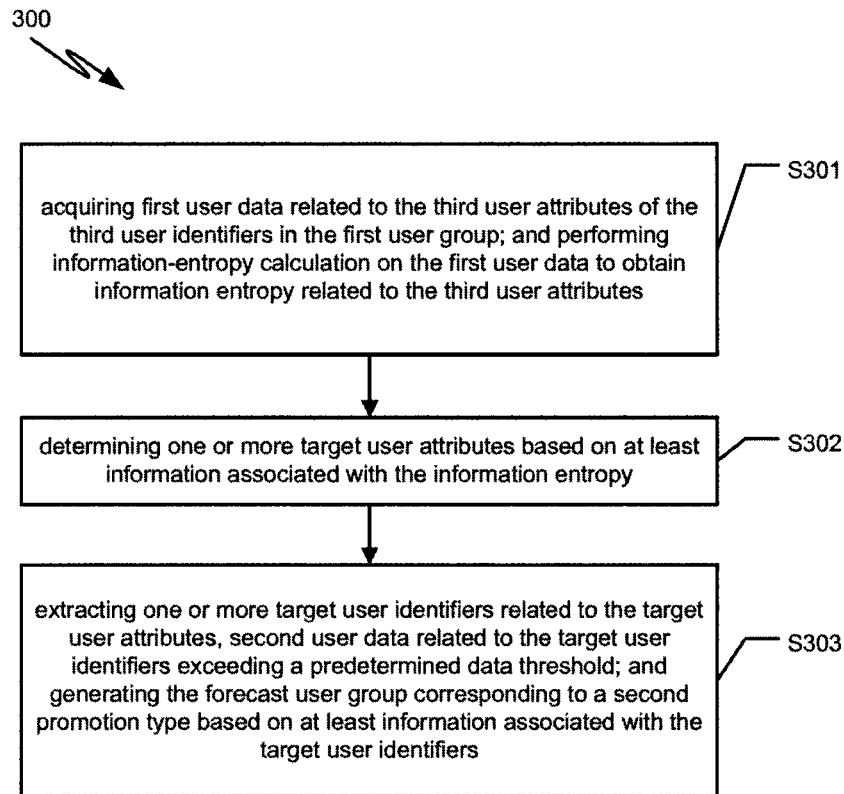 300
acquiring first user data related to the third user attributes of the
third user identifiers in the first user group; and performing
information-entropy calculation on the first user data to obtain
information entropy related to the third user attributes
S301
determining one or more target user attributes based on at least
information associated with the information entropy
S302
extracting one or more target user identifiers related to the target
user attributes, second user data related to the target user
identifiers exceeding a predetermined data threshold; and
generating the forecast user group corresponding to a second
promotion type based on at least information associated with the
target user identifiers
S303